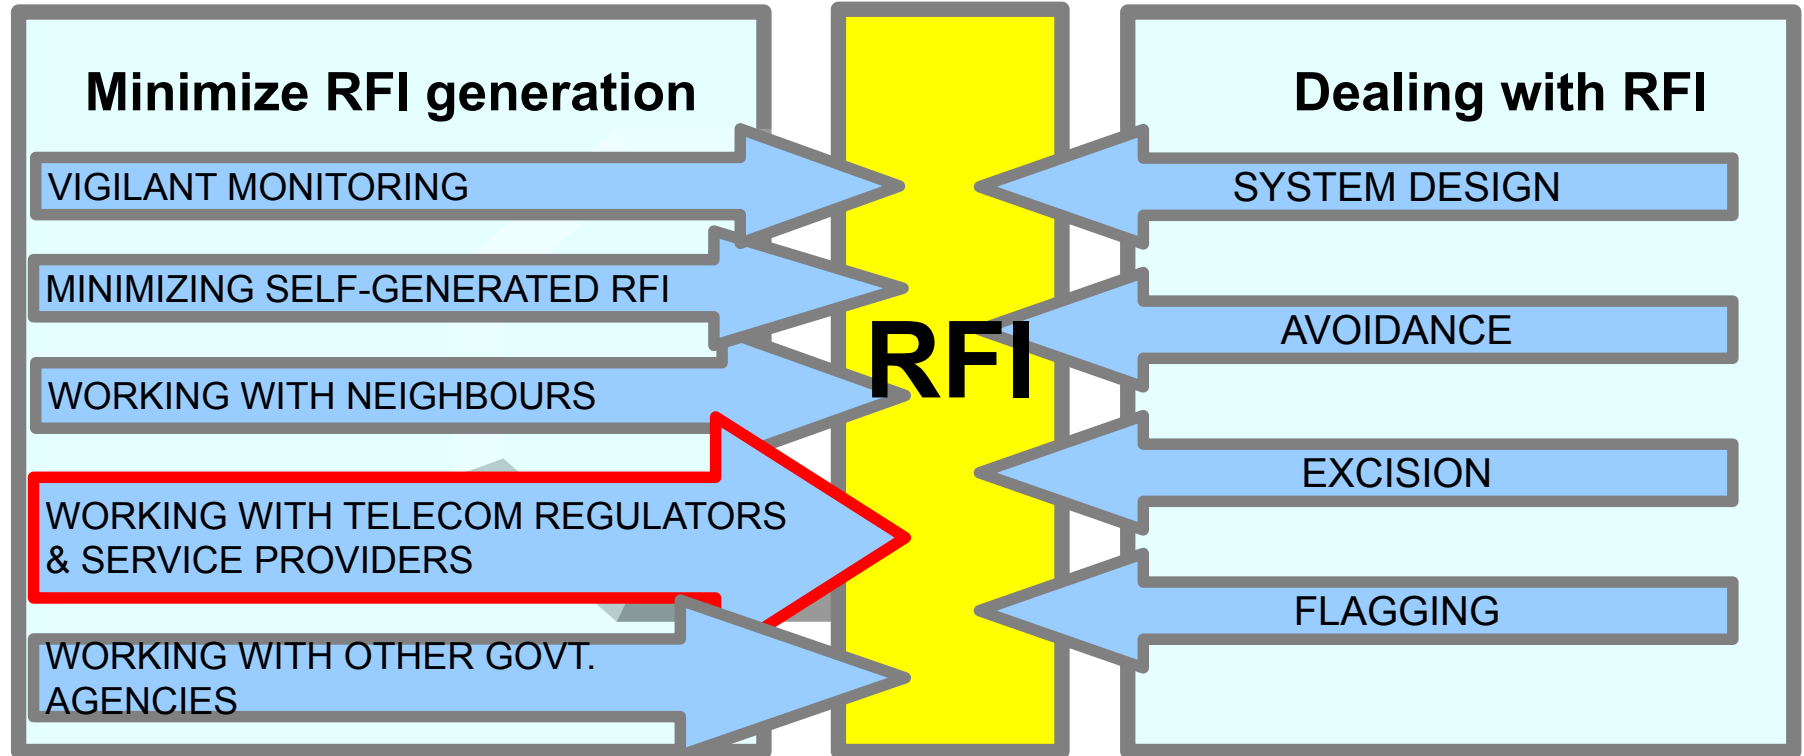 Minimize RFI generation
VIGILANT MONITORING
MINIMIZING SELF-GENERATED RFI
WORKING WITH NEIGHBOURS
WORKING WITH TELECOM REGULATORS
& SERVICE PROVIDERS
WORKING WITH OTHER GOVT.
AGENCIES
RFI
Dealing with RFI
SYSTEM DESIGN
AVOIDANCE
EXCISION
FLAGGING